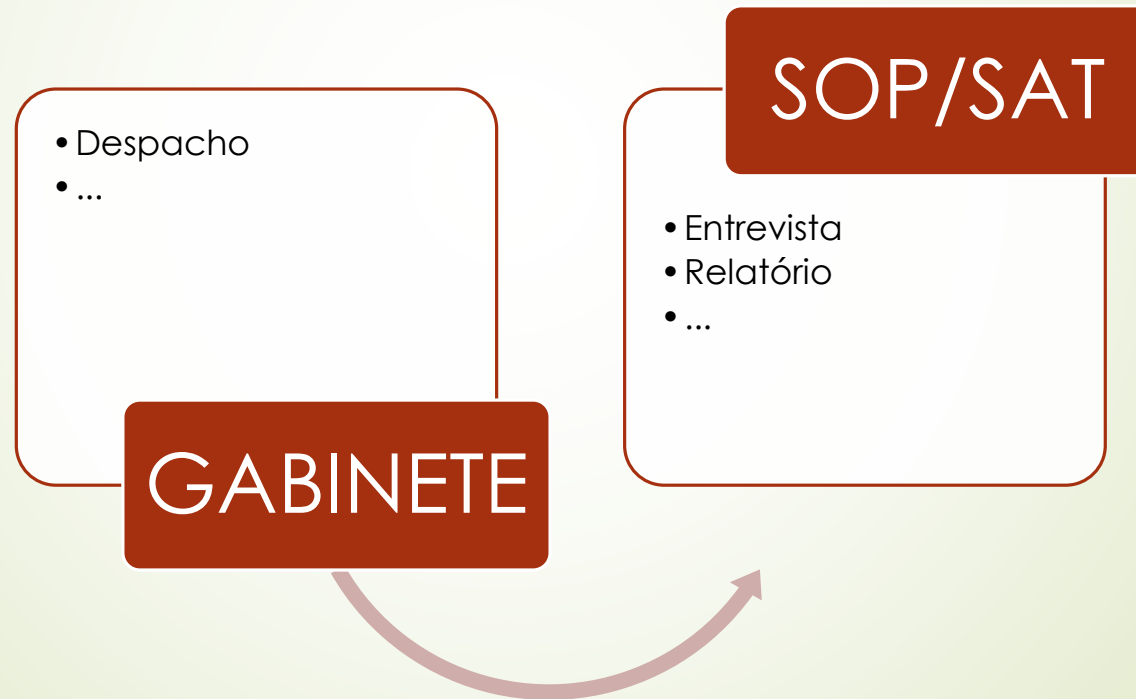 • Despacho
• ...
GABINETE
SOP/SAT
• Entrevista
• Relatório
• ...